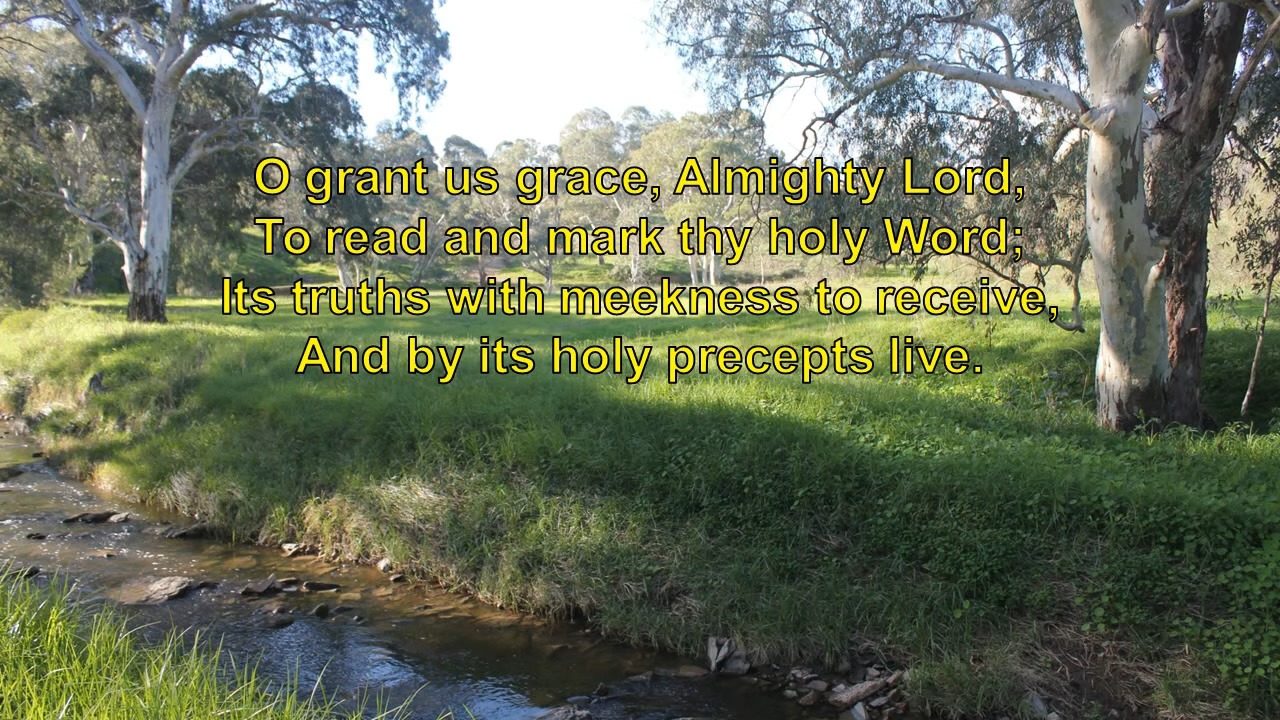 O grant us grace, Almighty Lord,
To read and mark thy holy Word;
Its truths with meekness to receive,
And by its holy precepts live.